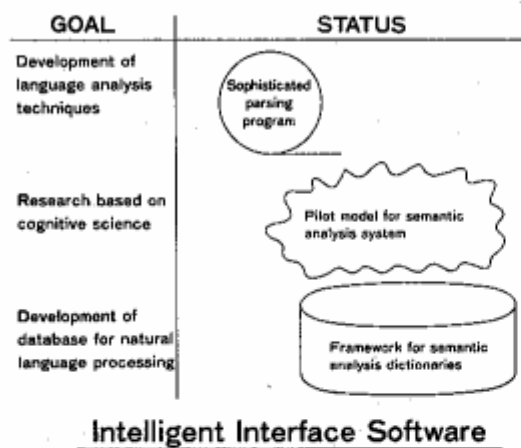 GOAL STATUS
Development of
language analysis
techniques
Sophisticated
parsing
program
Research based on
cognitive science
Pilot model for semantic
analysis system
Development of
database for natural
language processing
Framework for semantic
analysis dictionaries
Intelligent Interface Software